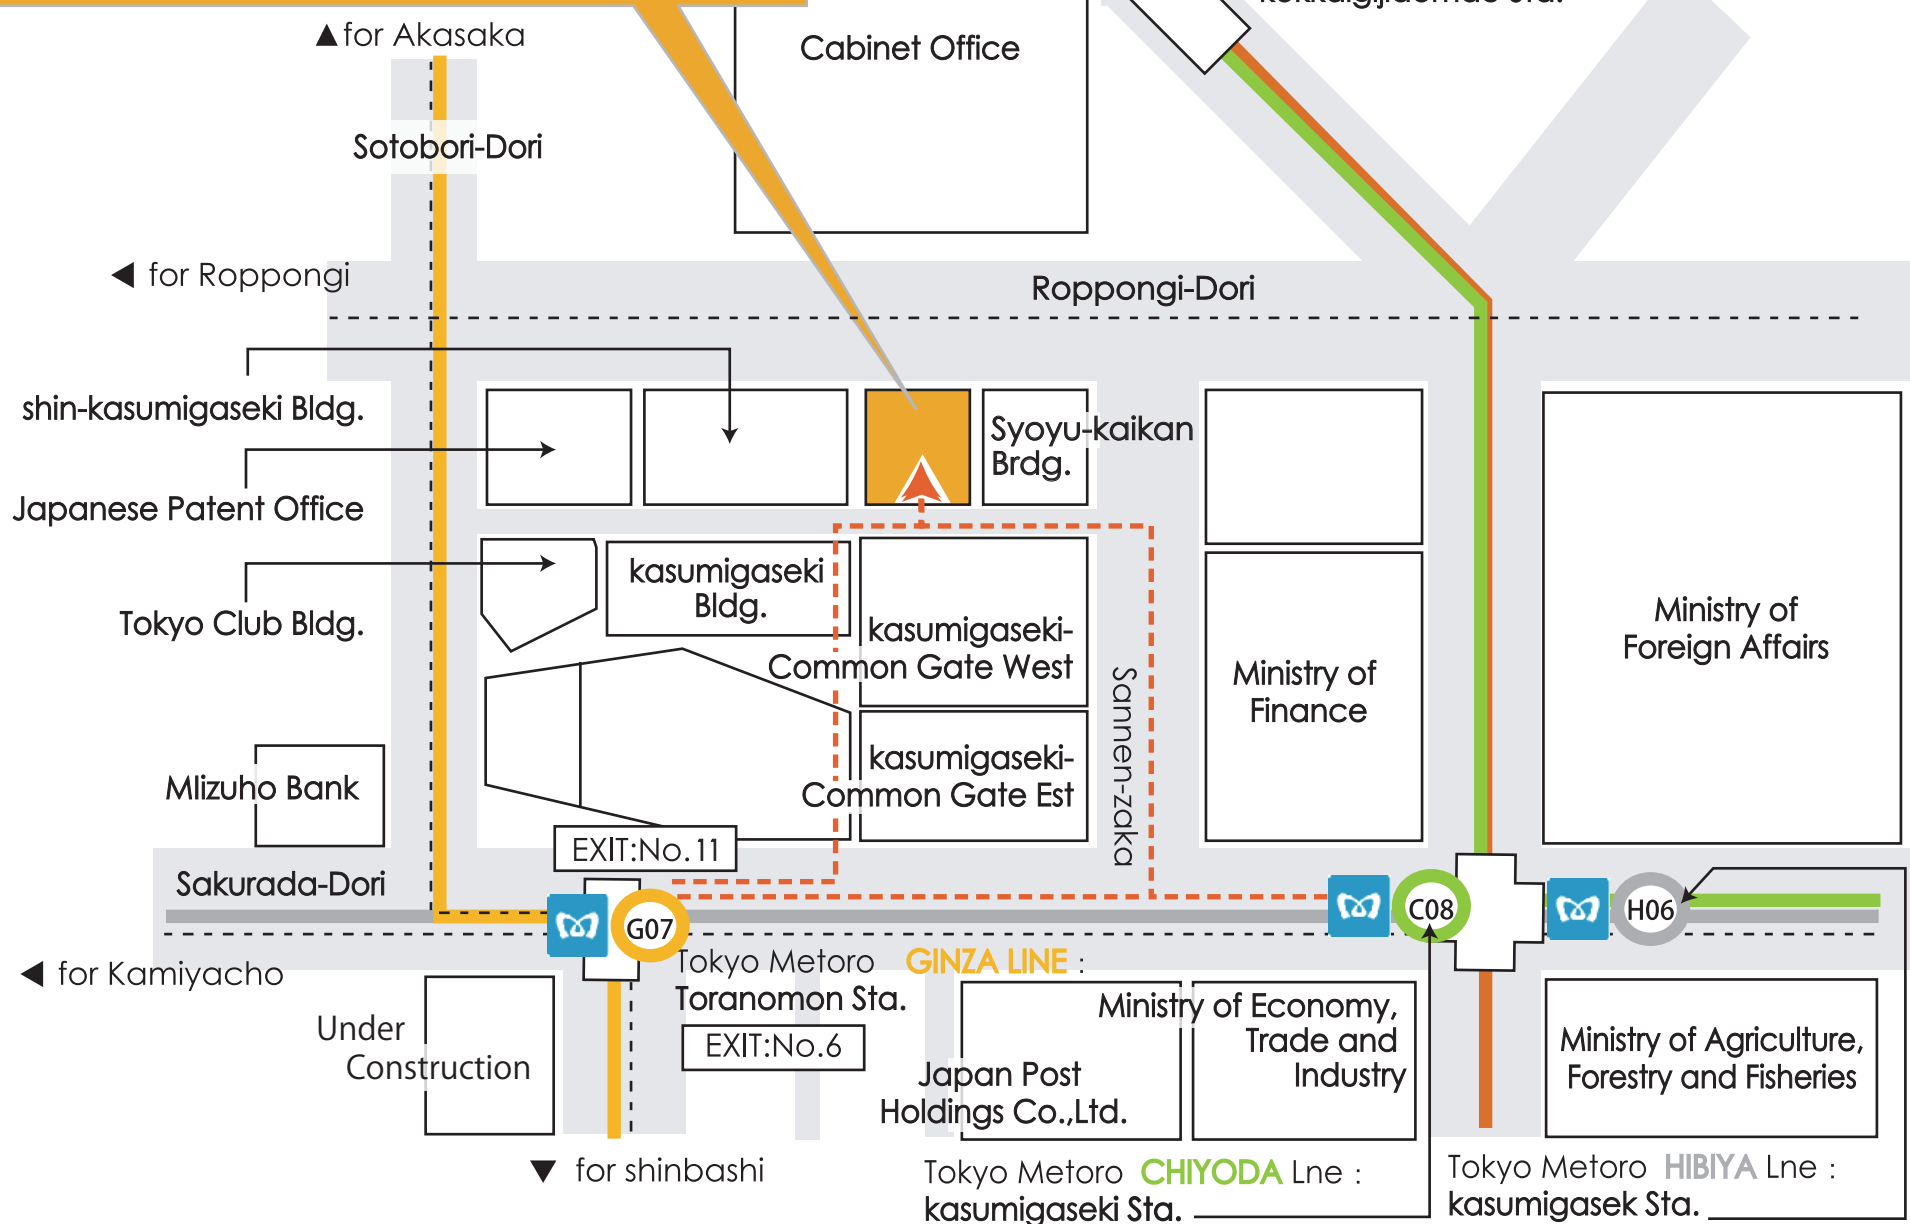 ▲for Akasaka
Cabinet Office
Sotobori-Dori
◀ for Roppongi
Roppongi-Dori
shin-kasumigaseki Bldg.
Syoyu-kaikan
Brdg.
Japanese Patent Office
kasumigaseki
Bldg.
Tokyo Club Bldg.
kasumigaseki-
Common Gate West
Ministry of
Foreign Affairs
Ministry of
Finance
Sannen-zaka
kasumigaseki-
Common Gate Est
MIizuho Bank
EXIT:No.11
Sakurada-Dori
G07
C08
H06
◀ for Kamiyacho
Tokyo Metoro GINZA LINE :
Toranomon Sta.
EXIT:No.6
Under
Construction
Ministry of Economy,
Trade and
Industry
Japan Post
Holdings Co.,Ltd.
Ministry of Agriculture,
Forestry and Fisheries
▼ for shinbashi
Tokyo Metoro CHIYODA Lne :
kasumigaseki Sta.
Tokyo Metoro HIBIYA Lne :
kasumigasek Sta.